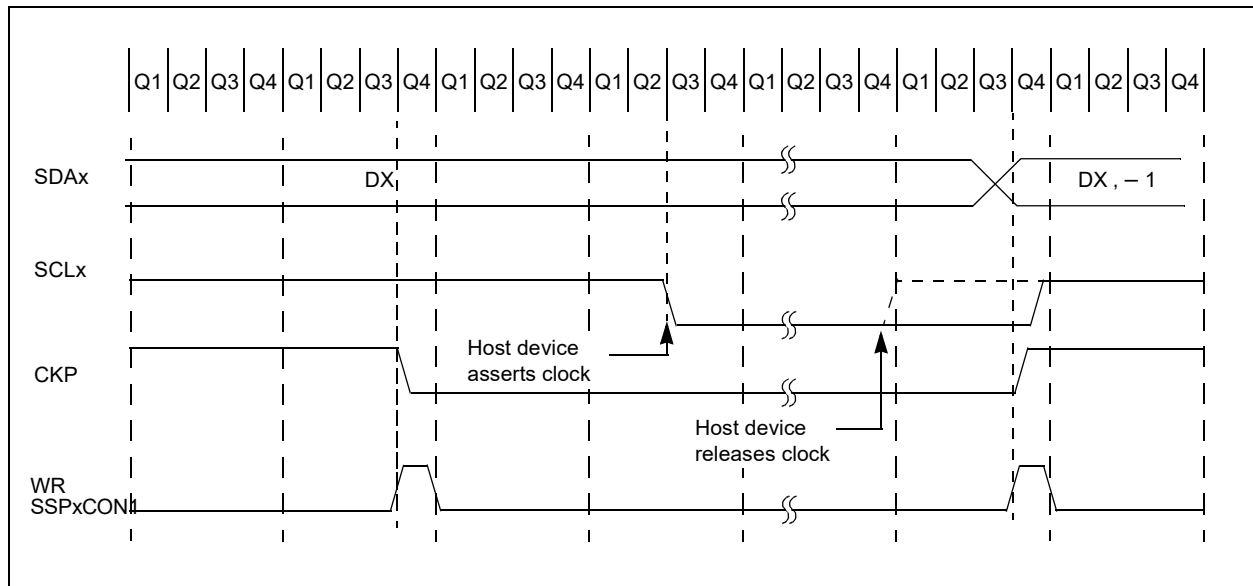 Q1 Q2 Q3 Q4 Q1 Q2 Q3 Q4 Q1 Q2 Q3 Q4 Q1 Q2 Q3 Q4 Q1 Q2 Q3 Q4 Q1 Q2 Q3 Q4 Q1 Q2 Q3 Q4
SDAx
DX
DX , – 1
SCLx
Host device
asserts clock
CKP
Host device
releases clock
WR
SSPxCON1